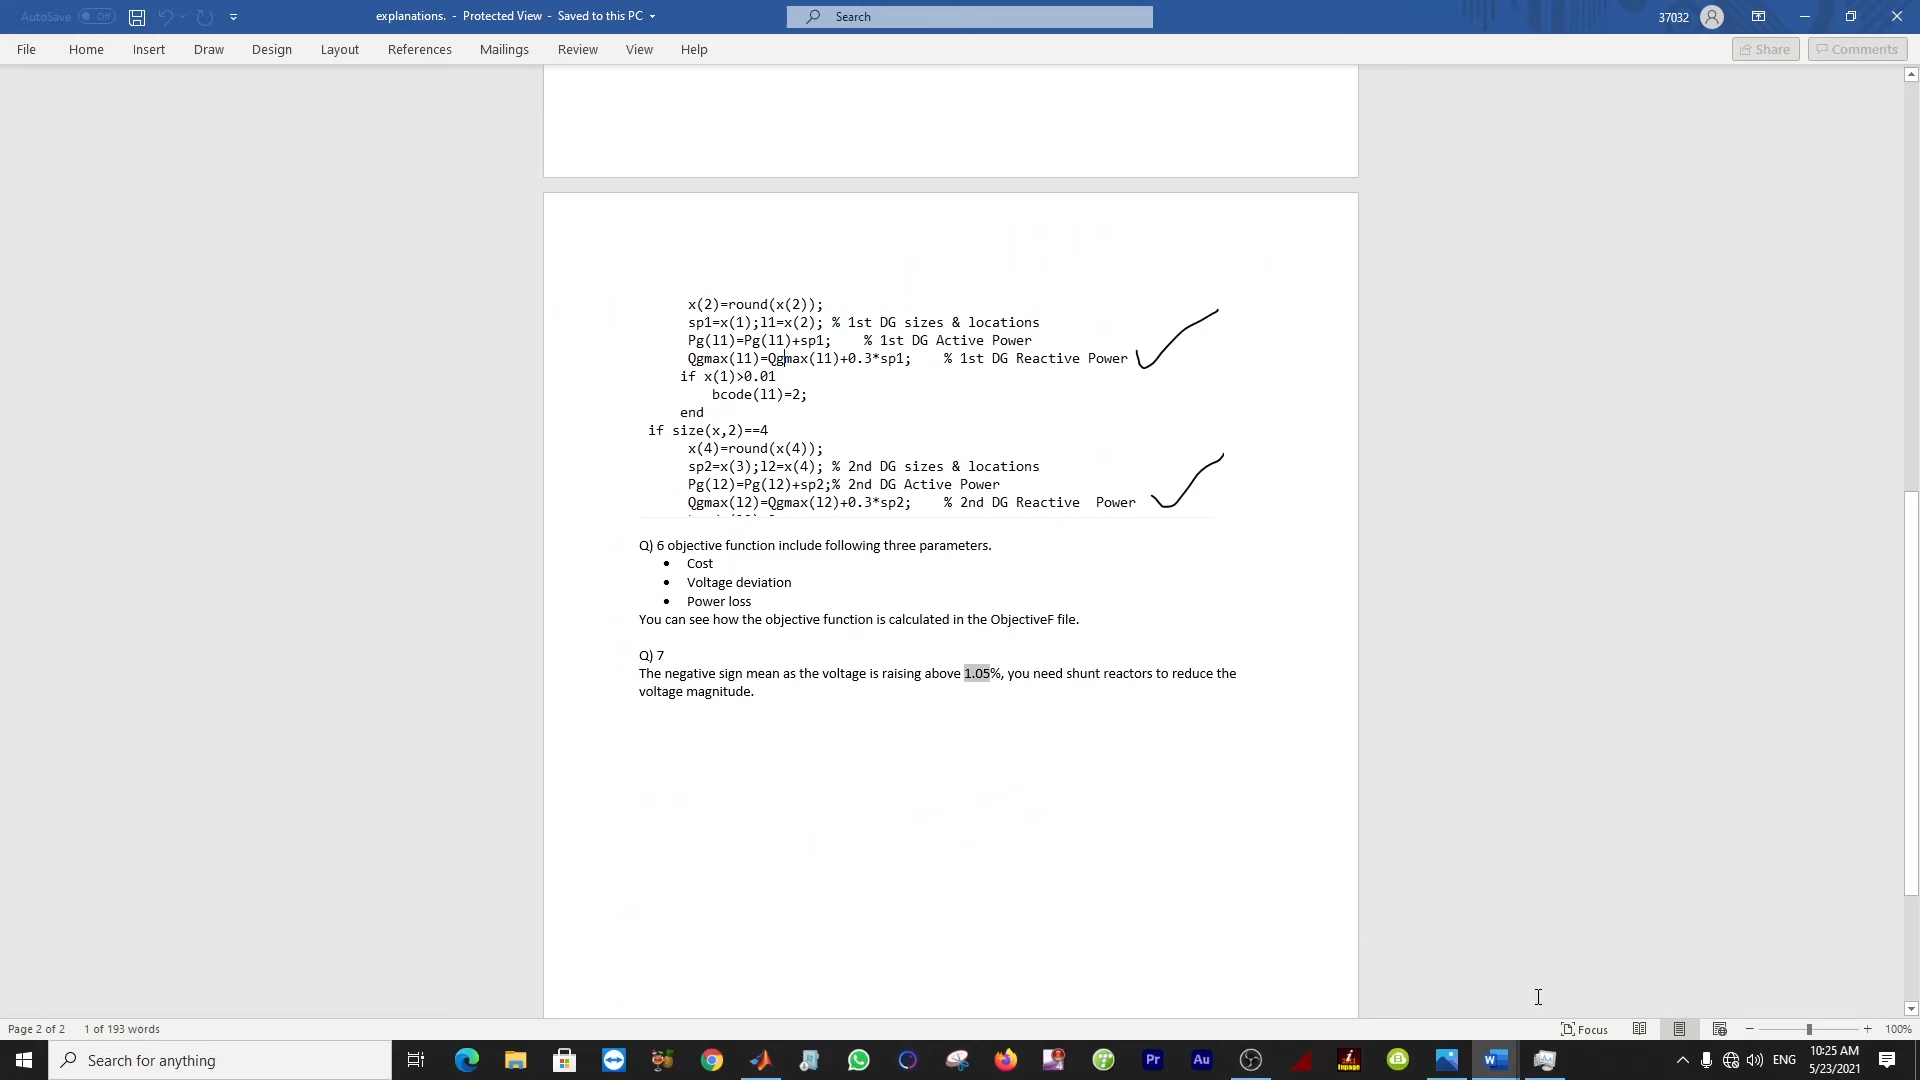 AutoSave Off
explanations. - Protected View - Saved to this PC
Search
37032
File Home Insert Draw Design Layout References Mailings Review View Help
Share Comments
x(2)=round(x(2));
sp1=x(1);l1=x(2); % 1st DG sizes & locations
Pg(l1)=Pg(l1)+sp1; % 1st DG Active Power
Qgmax(l1)=Qgmax(l1)+0.3*sp1; % 1st DG Reactive Power
if x(1)>0.01
bcode(l1)=2;
end
if size(x,2)==4
x(4)=round(x(4));
sp2=x(3);l2=x(4); % 2nd DG sizes & locations
Pg(l2)=Pg(l2)+sp2;% 2nd DG Active Power
Qgmax(l2)=Qgmax(l2)+0.3*sp2; % 2nd DG Reactive Power
Q) 6 objective function include following three parameters.
• Cost
• Voltage deviation
• Power loss
You can see how the objective function is calculated in the ObjectiveF file.
Q) 7
The negative sign mean as the voltage is raising above 1.05%, you need shunt reactors to reduce the
voltage magnitude.
Page 2 of 2 1 of 193 words
Focus
100%
Search for anything
Pr
Au
ENG
10:25 AM
5/23/2021